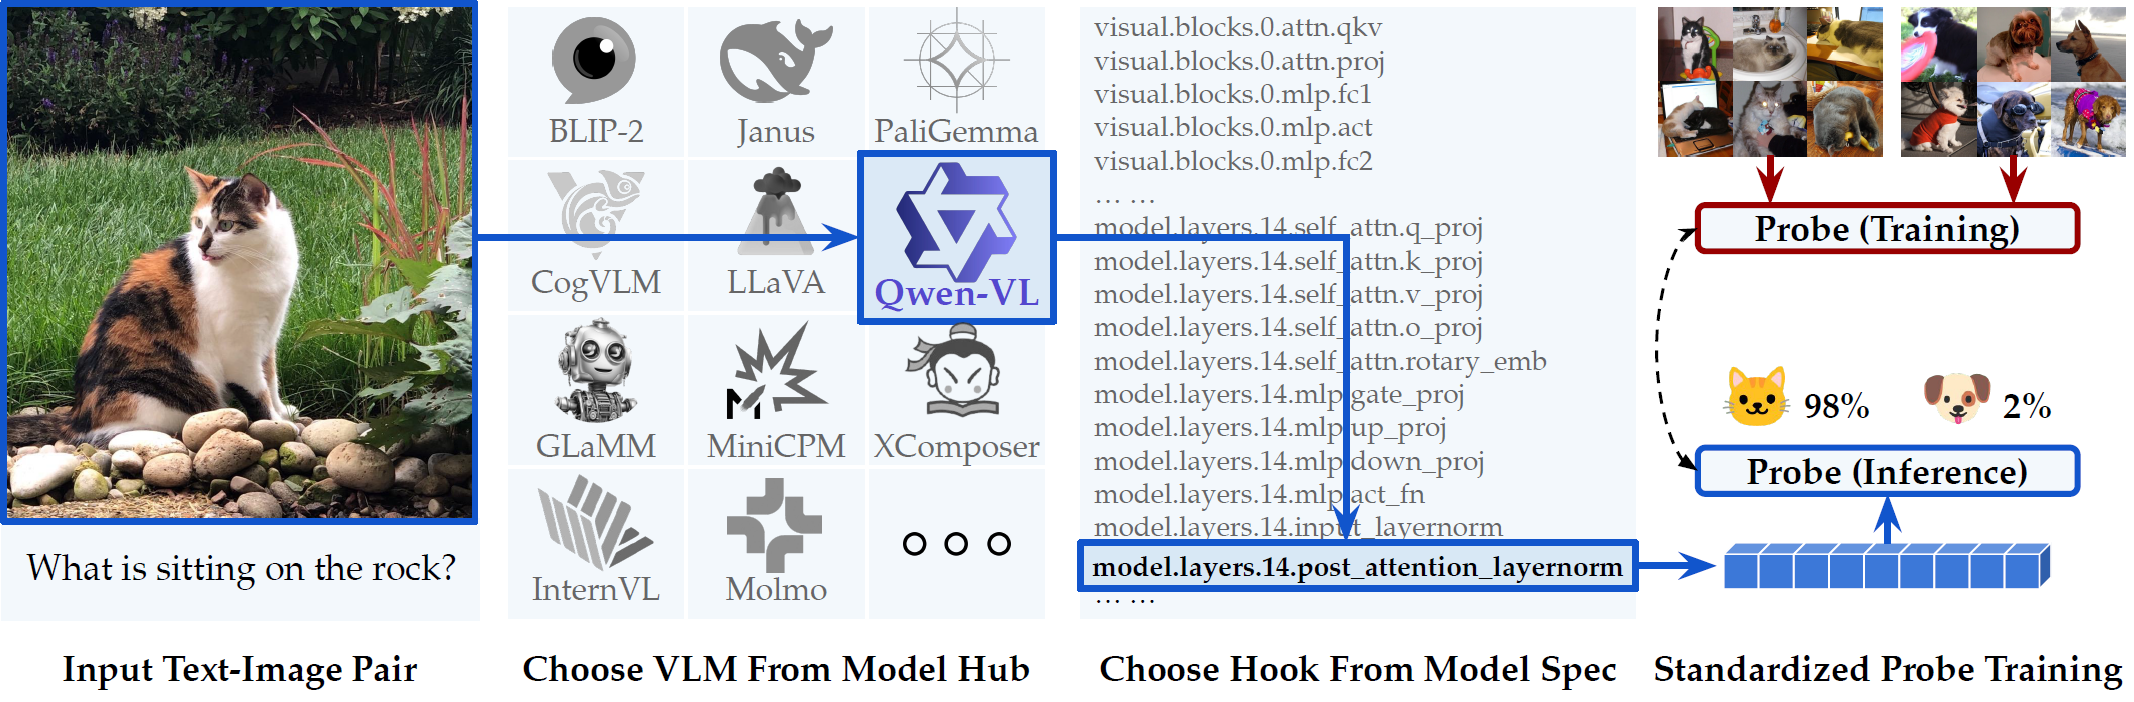 What is sitting on the rock?
Input Text-Image Pair
BLIP-2
Janus
PaliGemma
CogVLM
LLaVA
Qwen-VL
GLaMM
MiniCPM
XComposer
InternVL
Molmo
Choose VLM From Model Hub
visual.blocks.0.attn.qkv
visual.blocks.0.attn.proj
visual.blocks.0.mlp.fc1
visual.blocks.0.mlp.act
visual.blocks.0.mlp.fc2
... ...
model.layers.14.self_attn.q_proj
model.layers.14.self_attn.k_proj
model.layers.14.self_attn.v_proj
model.layers.14.self_attn.o_proj
model.layers.14.self_attn.rotary_emb
model.layers.14.mlp.gate_proj
model.layers.14.mlp.up_proj
model.layers.14.mlp.down_proj
model.layers.14.mlp.act_fn
model.layers.14.input_layernorm
model.layers.14.post_attention_layernorm
... ...
Choose Hook From Model Spec
Probe (Training)
98%
2%
Probe (Inference)
Standardized Probe Training